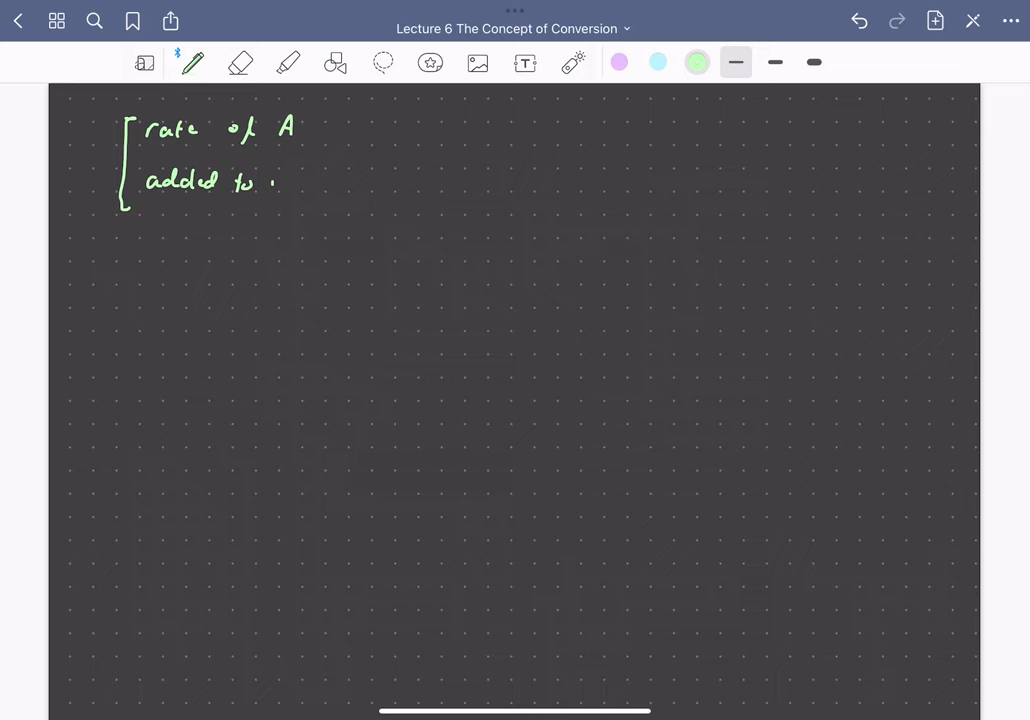 Lecture 6 The Concept of Conversion
rate of A
added to